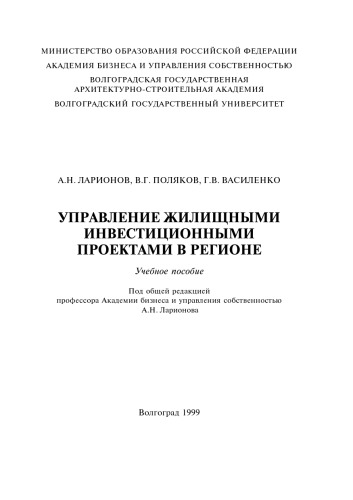 МИНИСТЕРСТВО ОБРАЗОВАНИЯ РОССИЙСКОЙ ФЕДЕРАЦИИ
АКАДЕМИЯ БИЗНЕСА И УПРАВЛЕНИЯ СОБСТВЕННОСТЬЮ
ВОЛГОГРАДСКАЯ ГОСУДАРСТВЕННАЯ
АРХИТЕКТУРНО-СТРОИТЕЛЬНАЯ АКАДЕМИЯ
ВОЛГОГРАДСКИЙ ГОСУДАРСТВЕННЫЙ УНИВЕРСИТЕТ
А.Н. ЛАРИОНОВ, В.Г. ПОЛЯКОВ, Г.В. ВАСИЛЕНКО
УПРАВЛЕНИЕ ЖИЛИЩНЫМИ
ИНВЕСТИЦИОННЫМИ
ПРОЕКТАМИ В РЕГИОНЕ
Учебное пособие
Под общей редакцией
профессора Академии бизнеса и управления собственностью
А.Н. Ларионова
Волгоград 1999